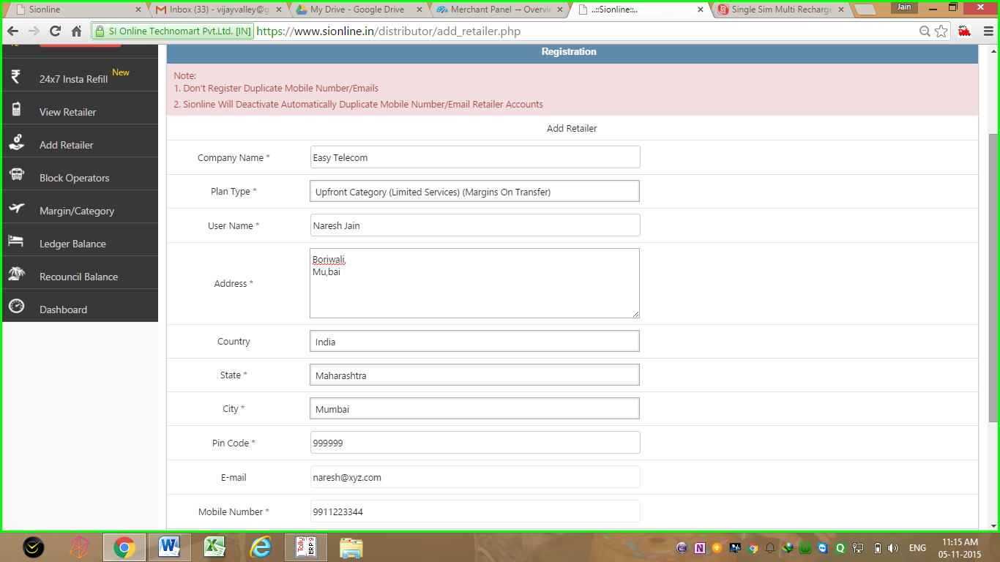 Sionline
Inbox (33) - vijayvalley@g
My Drive - Google Drive
Merchant Panel → Overvie
..::Sionline::..
Single Sim Multi Recharge
Jain
SI Online Technomart Pvt.Ltd. [IN]
https://www.sionline.in/distributor/add_retailer.php
24x7 Insta Refill New
View Retailer
Add Retailer
Block Operators
Margin/Category
Ledger Balance
Recouncil Balance
Dashboard
Registration
Note:
1. Don't Register Duplicate Mobile Number/Emails
2. Sionline Will Deactivate Automatically Duplicate Mobile Number/Email Retailer Accounts
Add Retailer
Company Name * Easy Telecom
Plan Type * Upfront Category (Limited Services) (Margins On Transfer)
User Name * Naresh Jain
Address * Boriwali,
Mu,bai
Country India
State * Maharashtra
City * Mumbai
Pin Code * 999999
E-mail naresh@xyz.com
Mobile Number * 9911223344
Tally
ERP 9
ENG
11:15 AM
05-11-2015